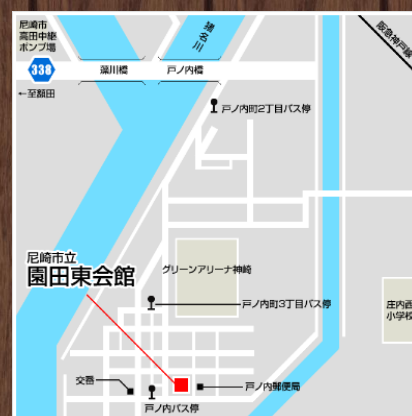 尼崎市
高田中継
ポンプ場
猪名川
阪急神戸線
338
藻川橋
戸ノ内橋
←至額田
戸ノ内町2丁目バス停
尼崎市立
園田東会館
グリーンアリーナ神崎
戸ノ内町3丁目バス停
庄内西
小学校
交番
戸ノ内郵便局
戸ノ内バス停